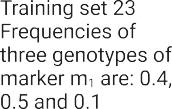 Training set 23
Frequencies of
three genotypes of
marker m₁ are: 0.4,
0.5 and 0.1